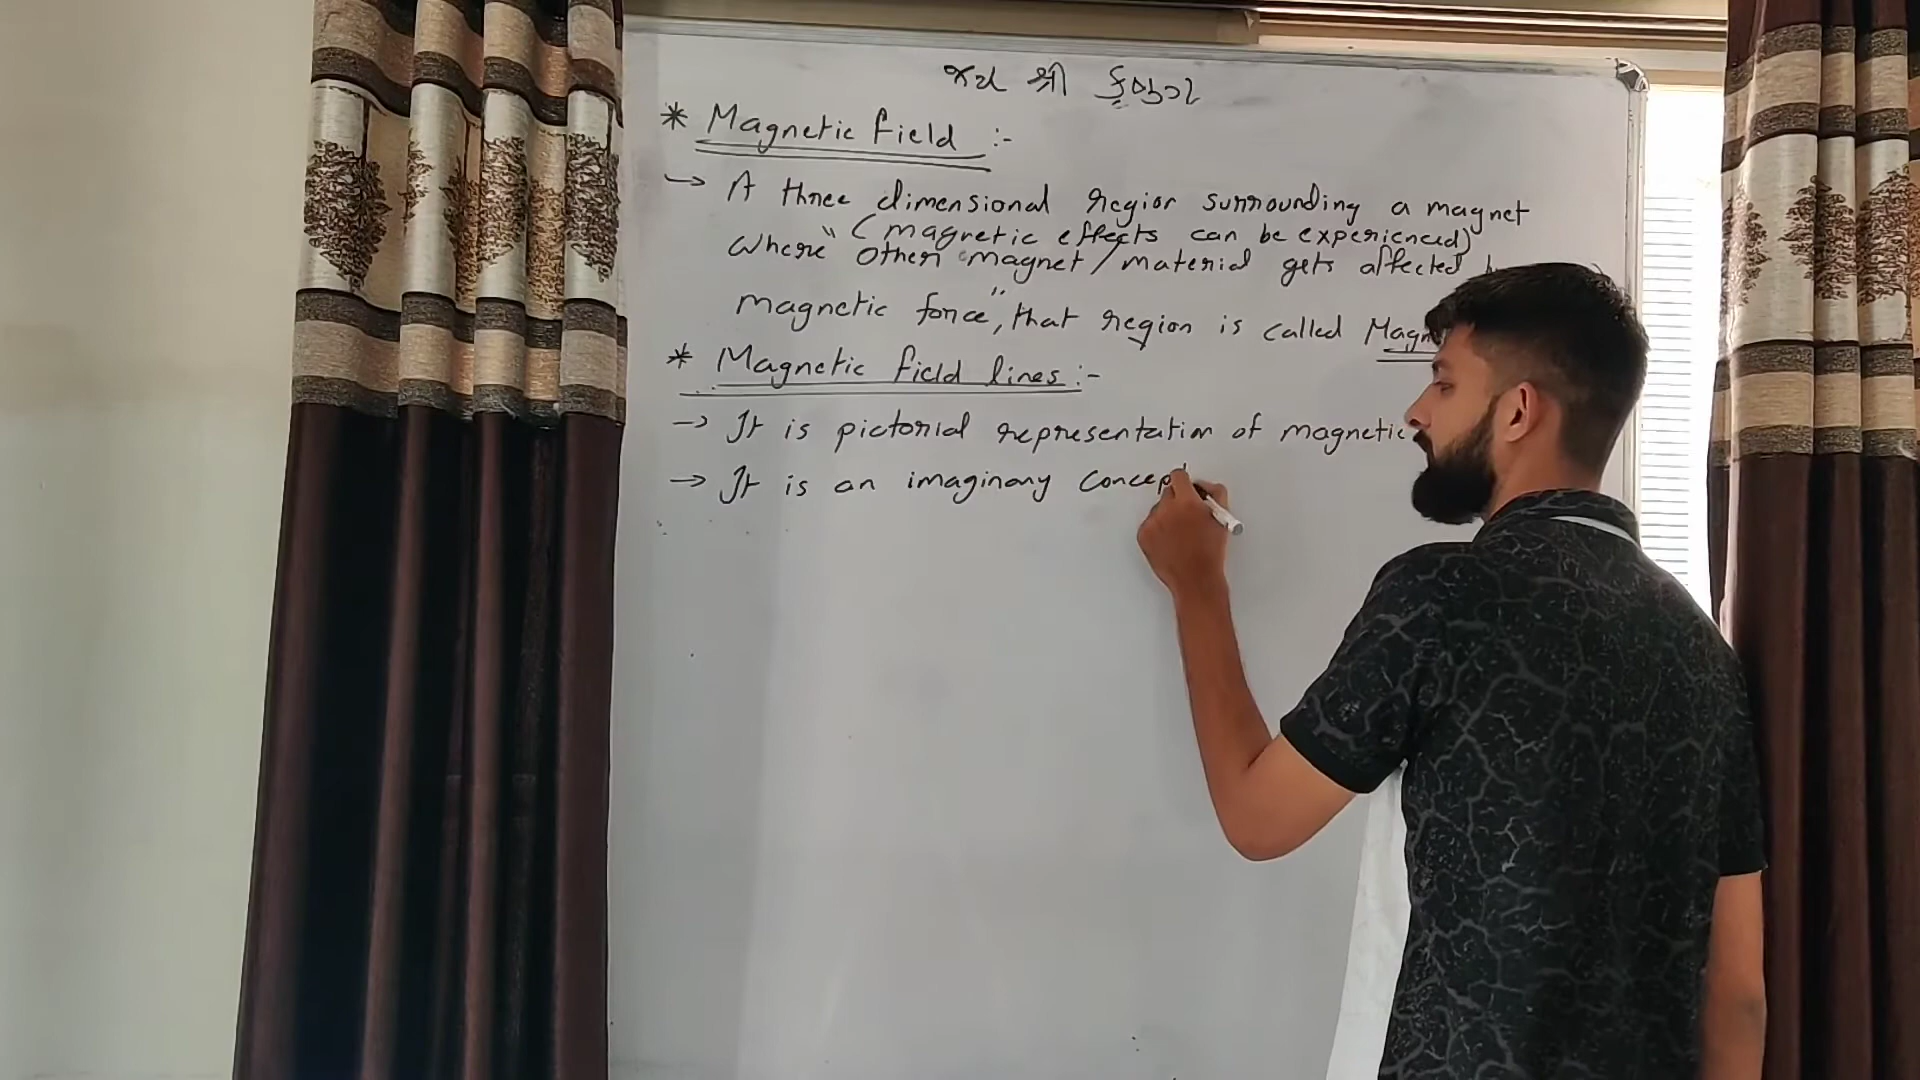 જય શ્રી કૃષ્ણ
* Magnetic field :-
→ A three dimensional region surrounding a magnet
(magnetic effects can be experienced)
where "other magnet/material gets affected
magnetic force", that region is called Magn
* Magnetic field lines :-
→ It is pictorial representation of magnetic
→ It is an imaginary concept